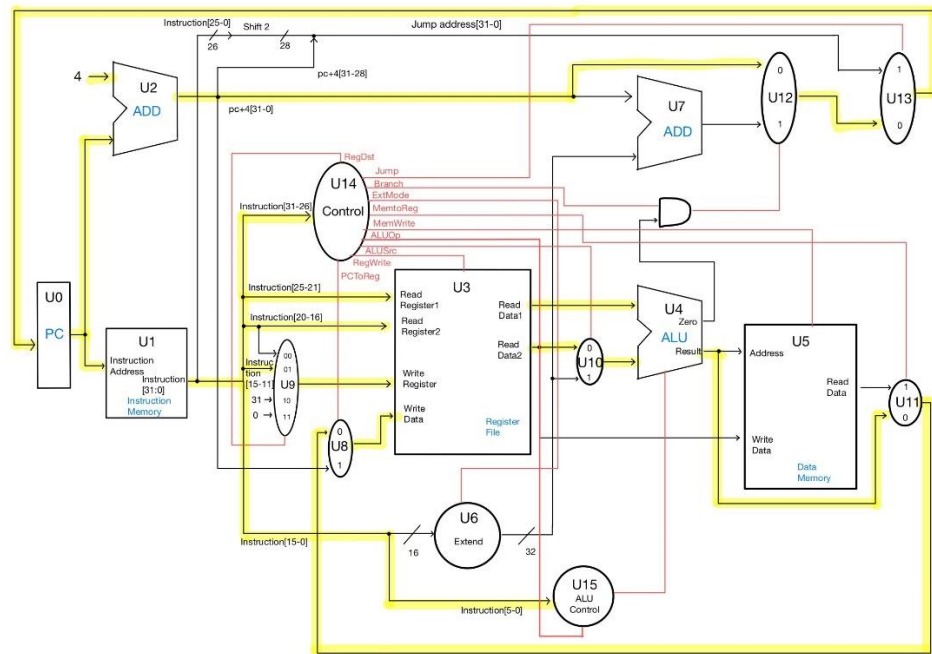 Instruction[25-0]
Shift 2
Jump address[31-0]
26
28
4
U2
ADD
pc+4[31-28]
pc+4[31-0]
U7
ADD
0
U12
1
1
U13
0
RegDst
U14
Control
Jump
Branch
ExtMode
MemtoReg
MemWrite
ALUOp
ALUSrc
RegWrite
PCToReg
Instruction[31-26]
U0
PC
U1
Instruction
Address
Instruction
[31:0]
Instruction
Memory
Instruction[25-21]
Instruction[20-16]
Instruc
tion
[15-11]
31
0
00
01
U9
10
11
U3
Read
Register1
Read
Register2
Write
Register
Write
Data
Read
Data1
Read
Data2
Register
File
0
U8
1
0
U10
1
U4
Zero
ALU
Result
U5
Address
Read
Data
Write
Data
Data
Memory
1
U11
0
U6
Extend
16
32
Instruction[15-0]
U15
ALU
Control
Instruction[5-0]